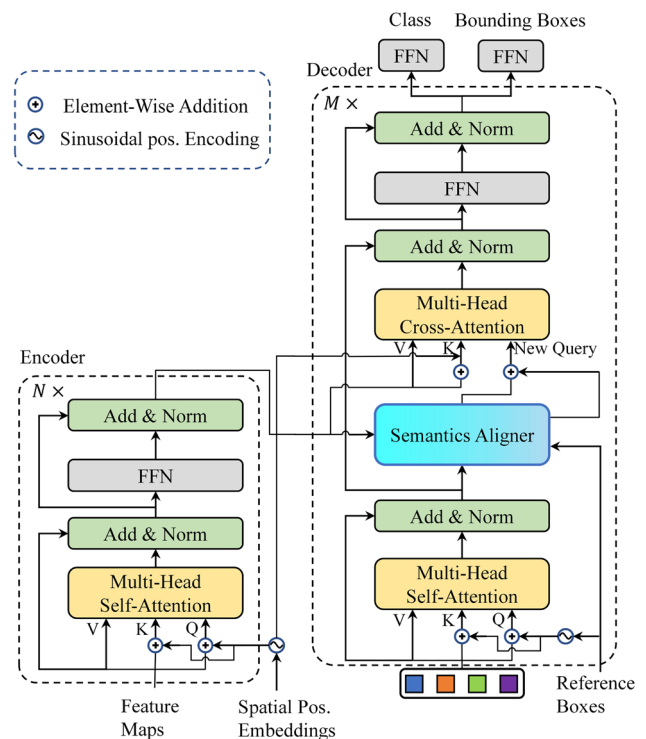 Class
Bounding Boxes
FFN
FFN
Decoder
Element-Wise Addition
Sinusoidal pos. Encoding
M ×
Add & Norm
FFN
Add & Norm
Multi-Head
Cross-Attention
V
K
New Query
Encoder
N ×
Add & Norm
FFN
Add & Norm
Multi-Head
Self-Attention
V
K
Q
Semantics Aligner
Add & Norm
Multi-Head
Self-Attention
V
K
Q
Feature
Maps
Spatial Pos.
Embeddings
Reference
Boxes